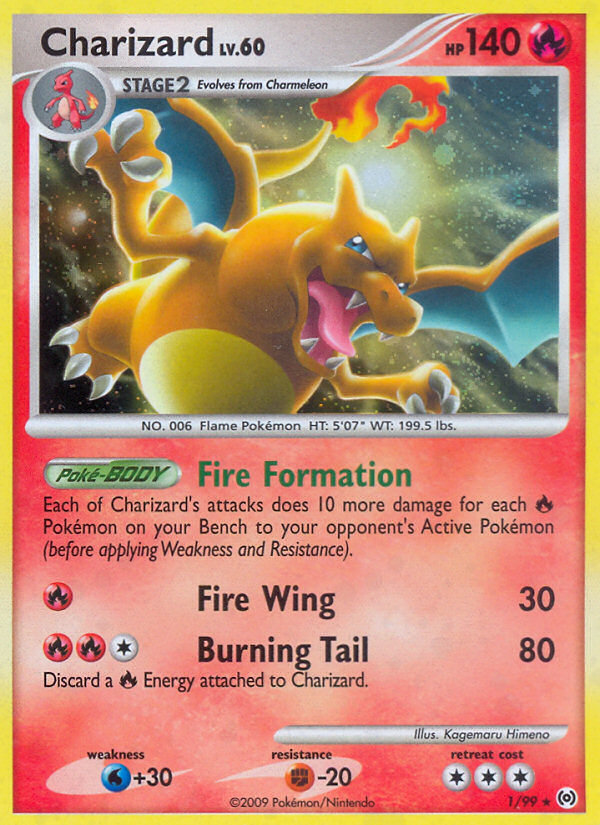 Charizard LV.60 HP 140
STAGE2 Evolves from Charmeleon
NO. 006 Flame Pokémon HT: 5'07" WT: 199.5 lbs.
Poké-BODY Fire Formation
Each of Charizard's attacks does 10 more damage for each
Pokémon on your Bench to your opponent's Active Pokémon
(before applying Weakness and Resistance).
Fire Wing 30
Burning Tail 80
Discard a Energy attached to Charizard.
Illus. Kagemaru Himeno
weakness resistance retreat cost
+30 -20
©2009 Pokémon/Nintendo 1/99